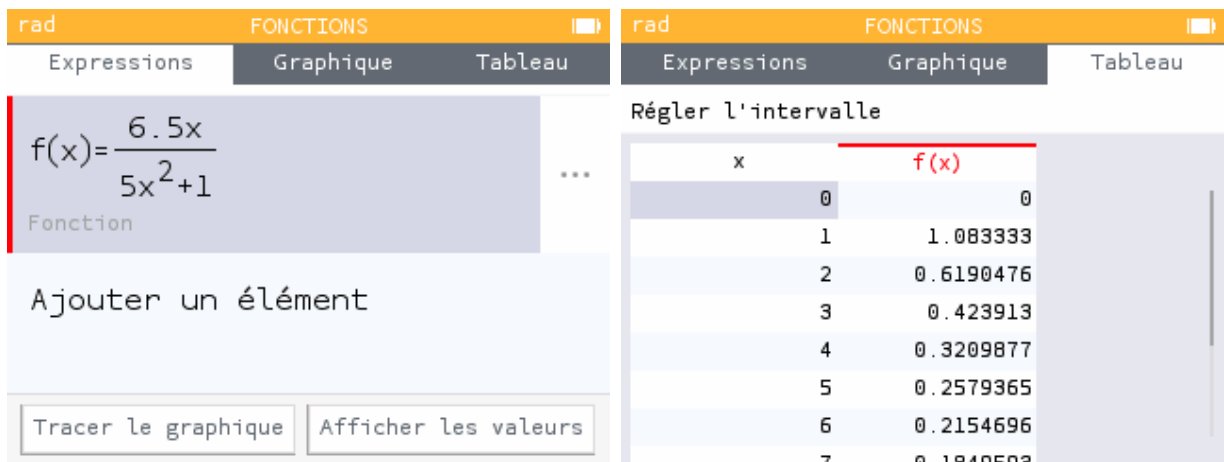 rad FONCTIONS
Expressions Graphique Tableau
f(x)=6.5x/5x²+1
Fonction
...
Ajouter un élément
Tracer le graphique Afficher les valeurs
rad FONCTIONS
Expressions Graphique Tableau
Régler l'intervalle
x f(x)
0 0
1 1.083333
2 0.6190476
3 0.423913
4 0.3209877
5 0.2579365
6 0.2154696